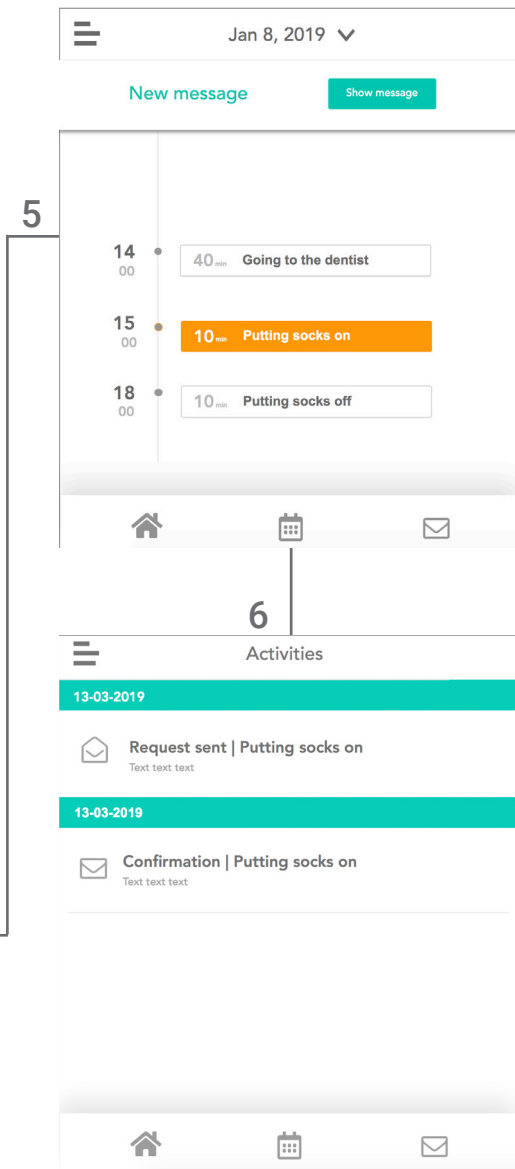 Jan 8, 2019
New message
Show message
5
14
00
40 min Going to the dentist
15
00
10 min Putting socks on
18
00
10 min Putting socks off
6
Activities
13-03-2019
Request sent | Putting socks on
Text text text
13-03-2019
Confirmation | Putting socks on
Text text text